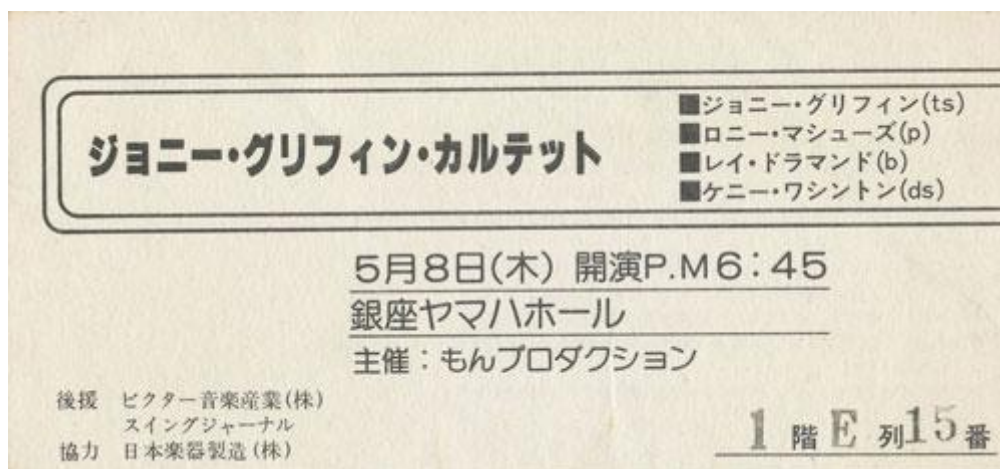 ジョニー・グリフィン・カルテット
■ジョニー・グリフィン(ts)
■ロニー・マシューズ(p)
■レイ・ドラマンド(b)
■ケニー・ワシントン(ds)
5月8日(木) 開演P.M6:45
銀座ヤマハホール
主催:もんプロダクション
後援 ビクター音楽産業(株)
スイングジャーナル
協力 日本楽器製造(株)
1階E列15番